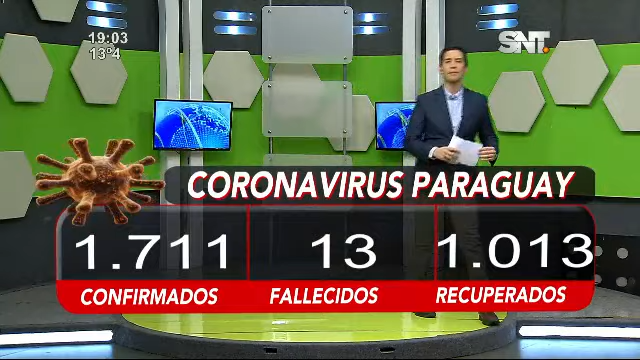 19:03
13°4
SNT.
CORONAVIRUS PARAGUAY
1.711 13 1.013
CONFIRMADOS FALLECIDOS RECUPERADOS